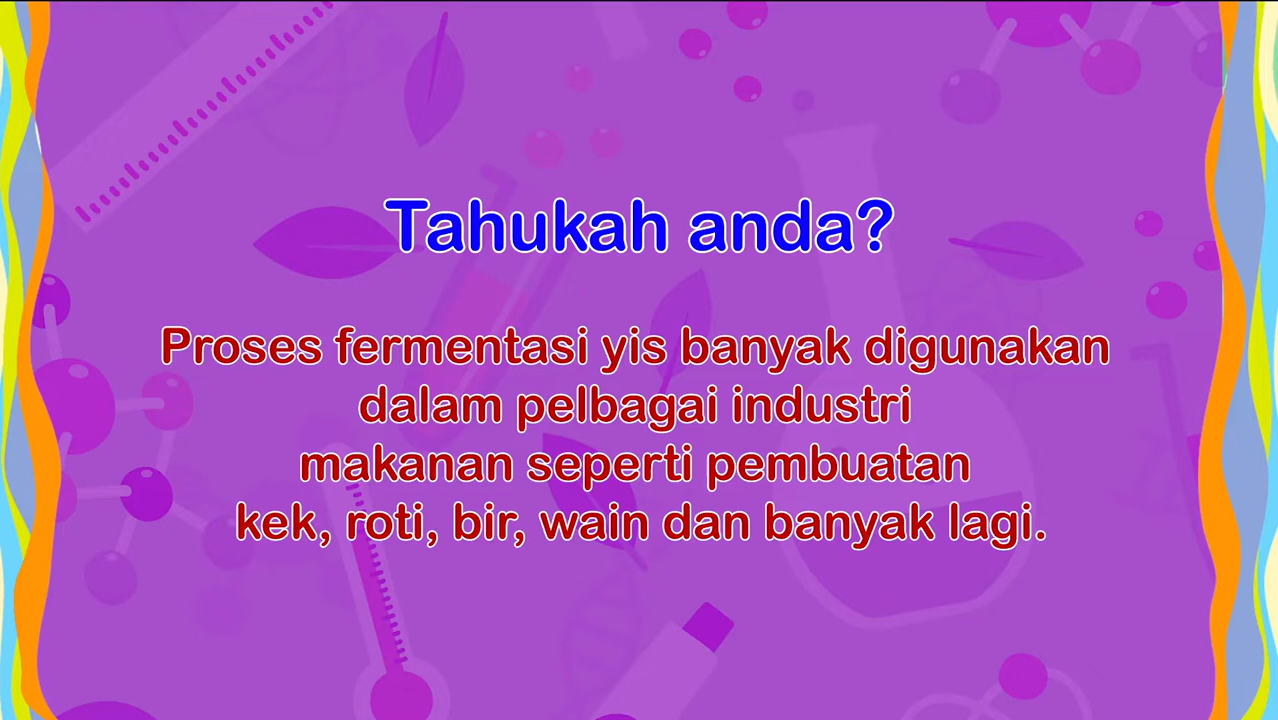 Tahukah anda?
Proses fermentasi yis banyak digunakan
dalam pelbagai industri
makanan seperti pembuatan
kek, roti, bir, wain dan banyak lagi.